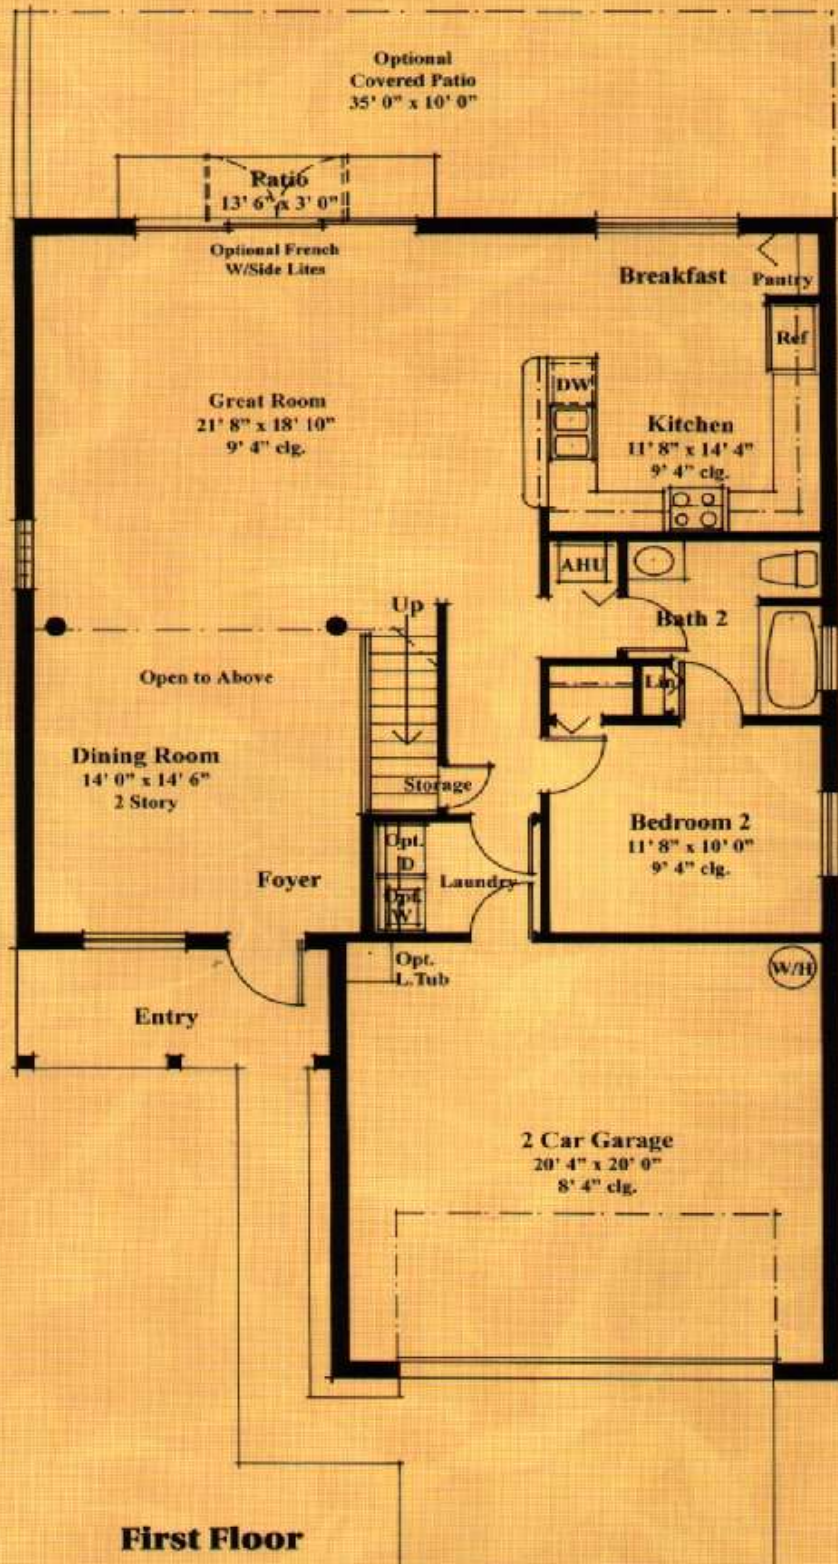 Optional
Covered Patio
35' 0" x 10' 0"
Patio
13' 6" x 3' 0"
Optional French
W/Side Lites
Breakfast
Pantry
Ref
Great Room
21' 8" x 18' 10"
9' 4" clg.
DW
Kitchen
11' 8" x 14' 4"
9' 4" clg.
AHU
Up
Bath 2
Open to Above
Lin
Dining Room
14' 0" x 14' 6"
2 Story
Storage
Bedroom 2
11' 8" x 10' 0"
9' 4" clg.
Opt.
D
Laundry
Opt.
W
Foyer
Opt.
L.Tub
W/H
Entry
2 Car Garage
20' 4" x 20' 0"
8' 4" clg.
First Floor